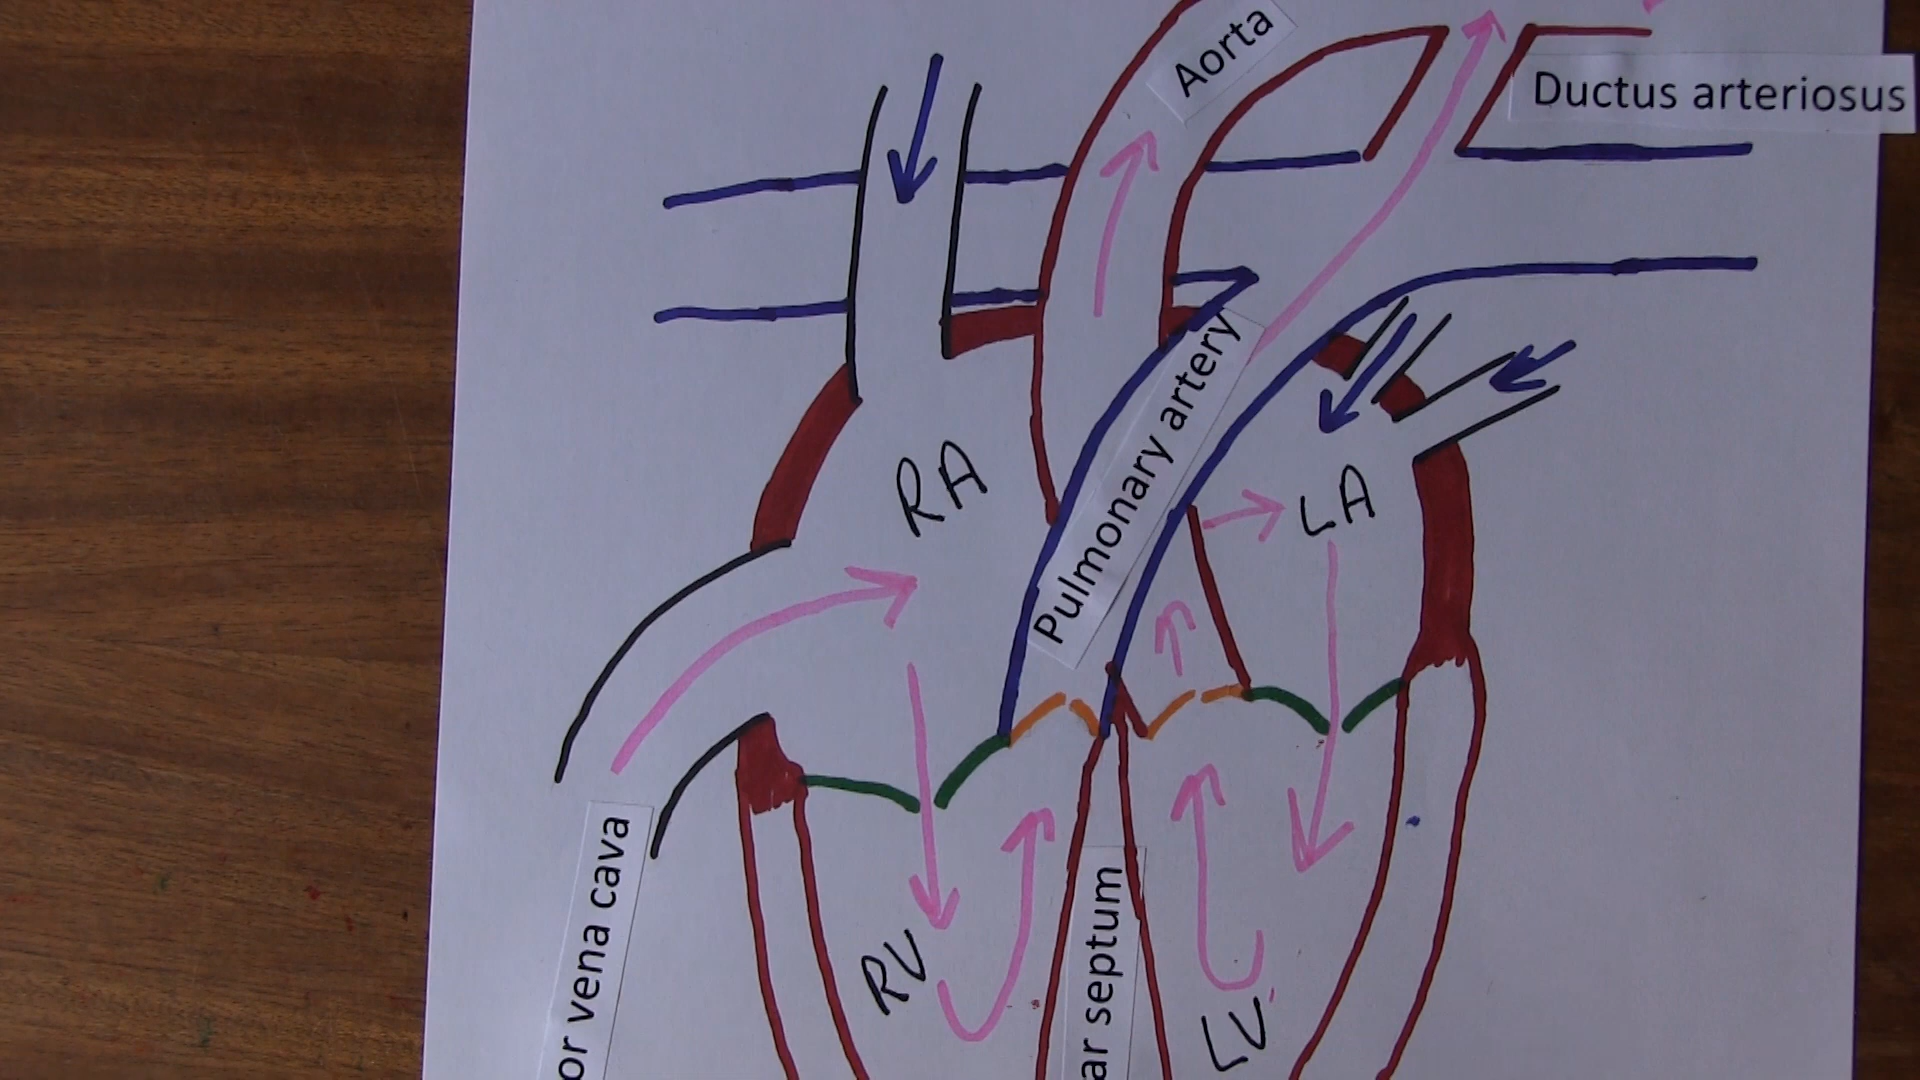 Aorta
Ductus arteriosus
Pulmonary artery
RA
LA
or vena cava
ar septum
RV
LV